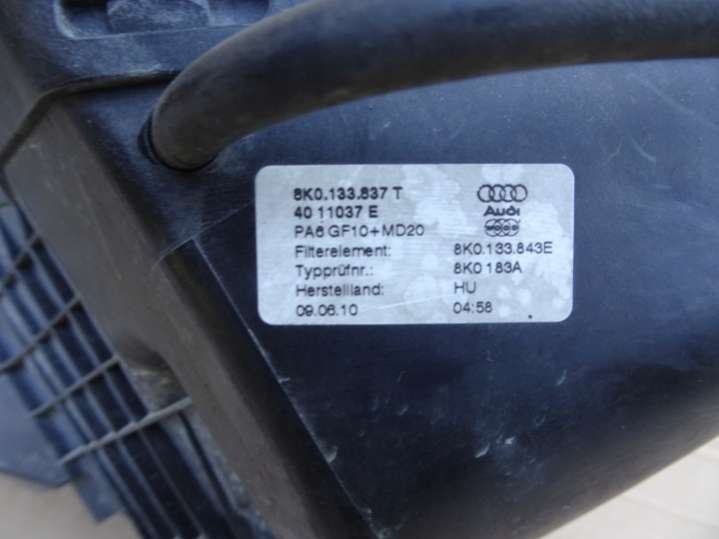 8K0.133.837 T
40 11037 E
Audi
PA6 GF10+MD20
Filterelement: 8K0.133.843E
Typprüfnr.: 8K0 183A
Herstelland: HU
09.06.10 04:58